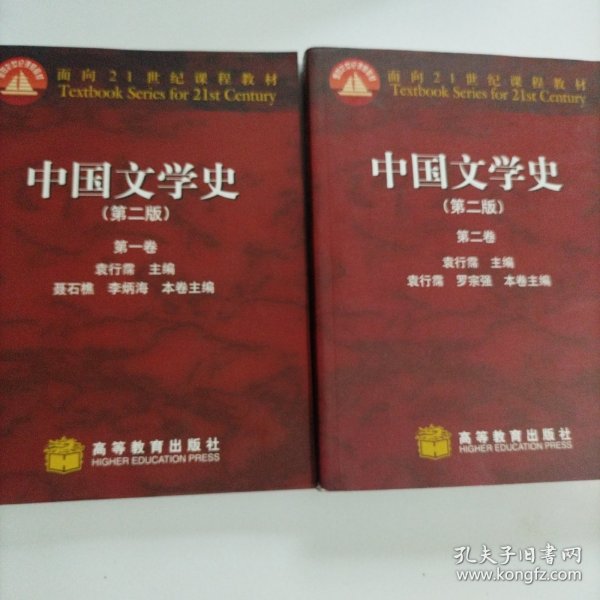 面向21世纪课程教材
Textbook Series for 21st Century
中国文学史
(第二版)
第一卷
袁行霈 主编
聂石樵 李炳海 本卷主编
高等教育出版社
HIGHER EDUCATION PRESS
面向21世纪课程教材
Textbook Series for 21st Century
中国文学史
(第二版)
第二卷
袁行霈 主编
袁行霈 罗宗强 本卷主编
高等教育出版社
HIGHER EDUCATION PRESS
孔夫子旧书网
www.kongfz.com